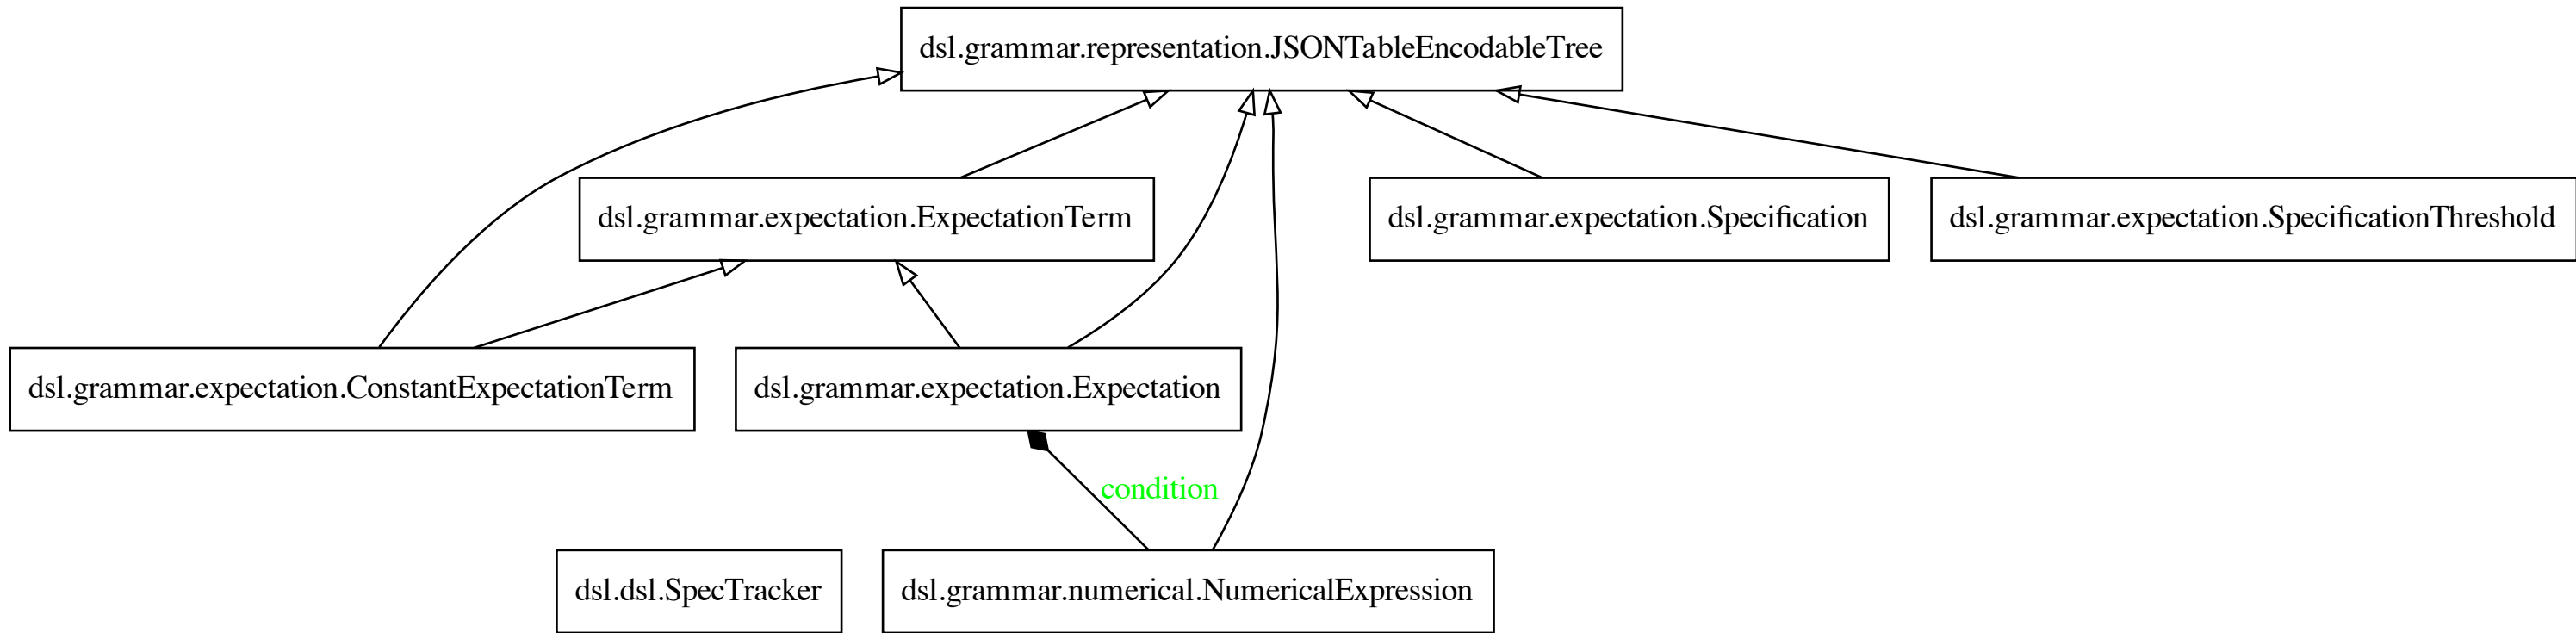 dsl.grammar.representation.JSONTableEncodableTree
dsl.grammar.expectation.ExpectationTerm
dsl.grammar.expectation.Specification
dsl.grammar.expectation.SpecificationThreshold
dsl.grammar.expectation.ConstantExpectationTerm
dsl.grammar.expectation.Expectation
condition
dsl.dsl.SpecTracker
dsl.grammar.numerical.NumericalExpression